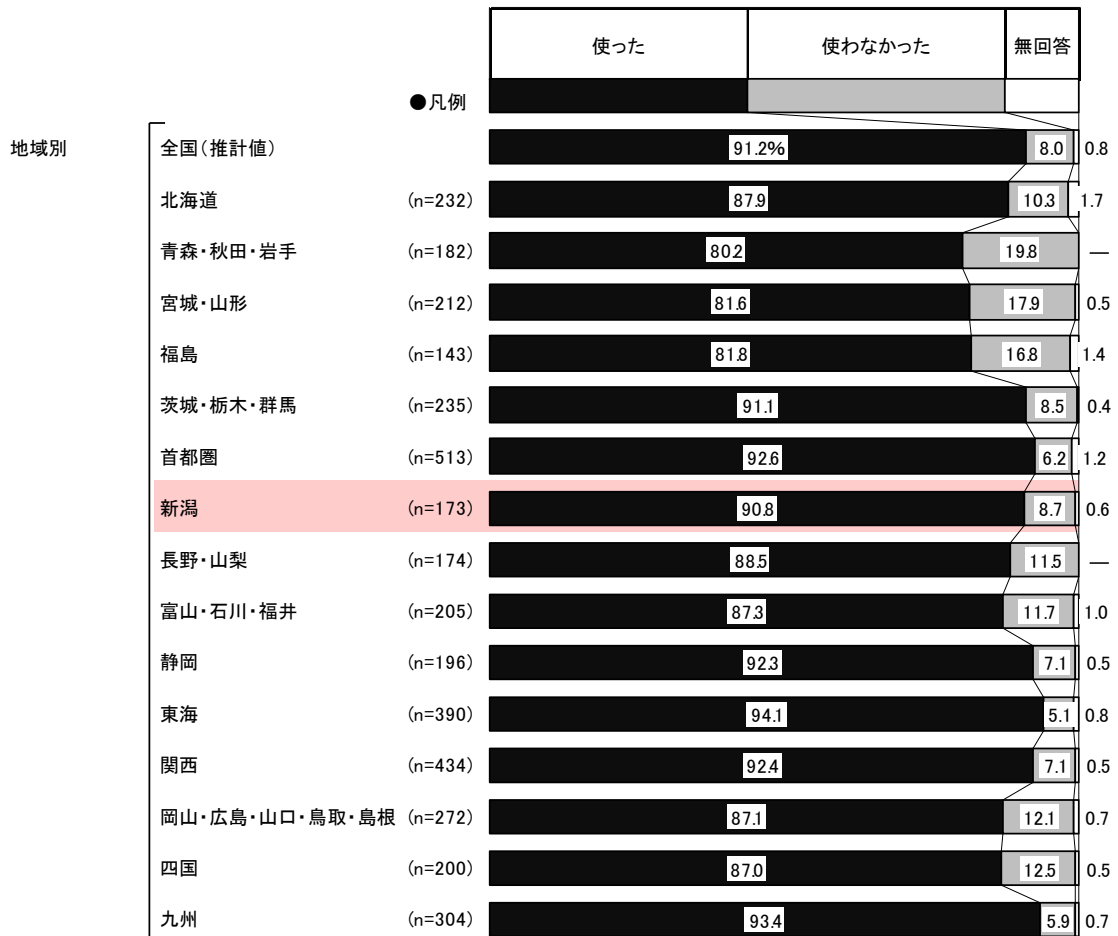 使った 使わなかった 無回答
●凡例
地域別 全国(推計値) 91.2% 8.0 0.8
北海道 (n=232) 87.9 10.3 1.7
青森・秋田・岩手 (n=182) 80.2 19.8 —
宮城・山形 (n=212) 81.6 17.9 0.5
福島 (n=143) 81.8 16.8 1.4
茨城・栃木・群馬 (n=235) 91.1 8.5 0.4
首都圏 (n=513) 92.6 6.2 1.2
新潟 (n=173) 90.8 8.7 0.6
長野・山梨 (n=174) 88.5 11.5 —
富山・石川・福井 (n=205) 87.3 11.7 1.0
静岡 (n=196) 92.3 7.1 0.5
東海 (n=390) 94.1 5.1 0.8
関西 (n=434) 92.4 7.1 0.5
岡山・広島・山口・鳥取・島根 (n=272) 87.1 12.1 0.7
四国 (n=200) 87.0 12.5 0.5
九州 (n=304) 93.4 5.9 0.7